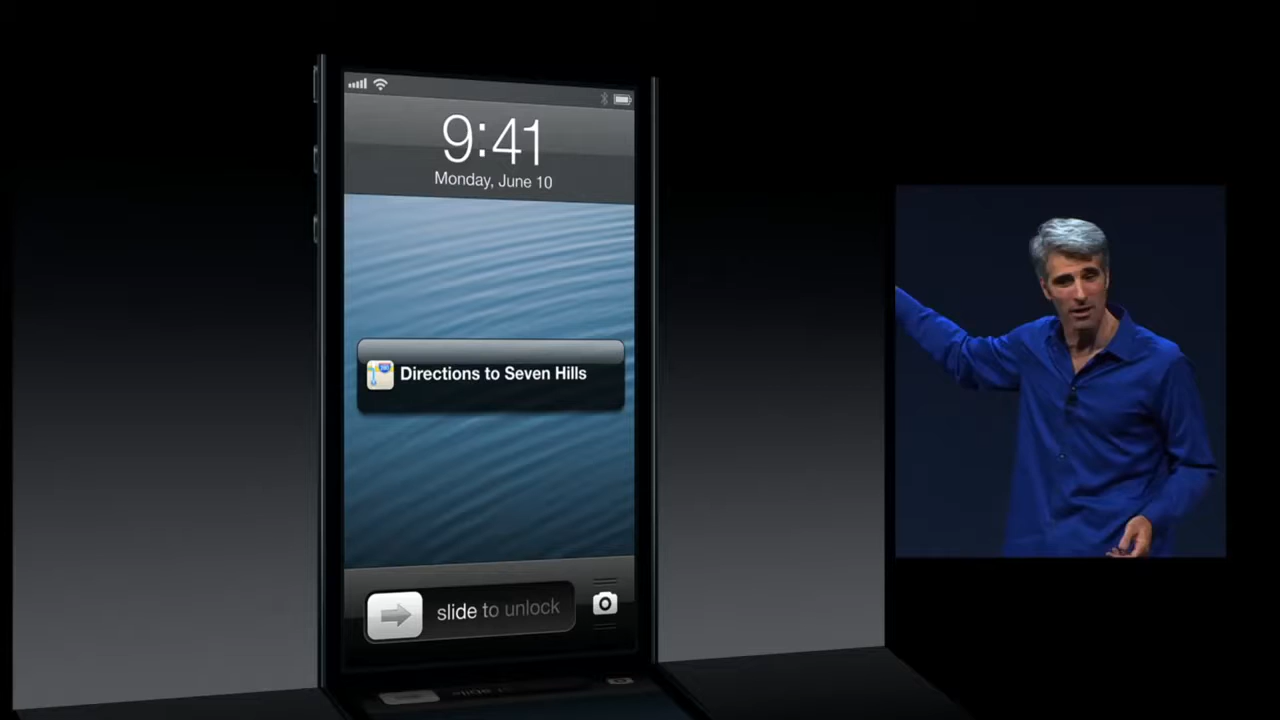 9:41
Monday, June 10
Directions to Seven Hills
slide to unlock